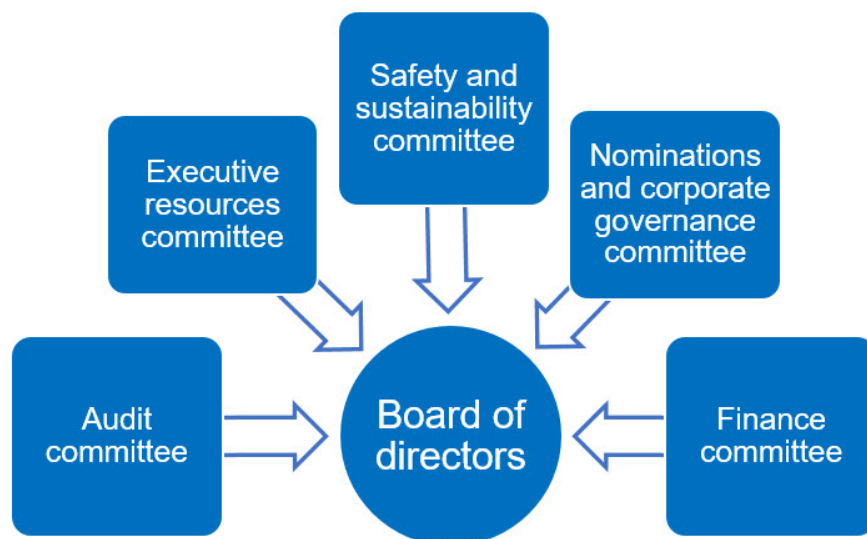 Safety and
sustainability
committee
Executive
resources
committee
Nominations
and corporate
governance
committee
Audit
committee
Board of
directors
Finance
committee